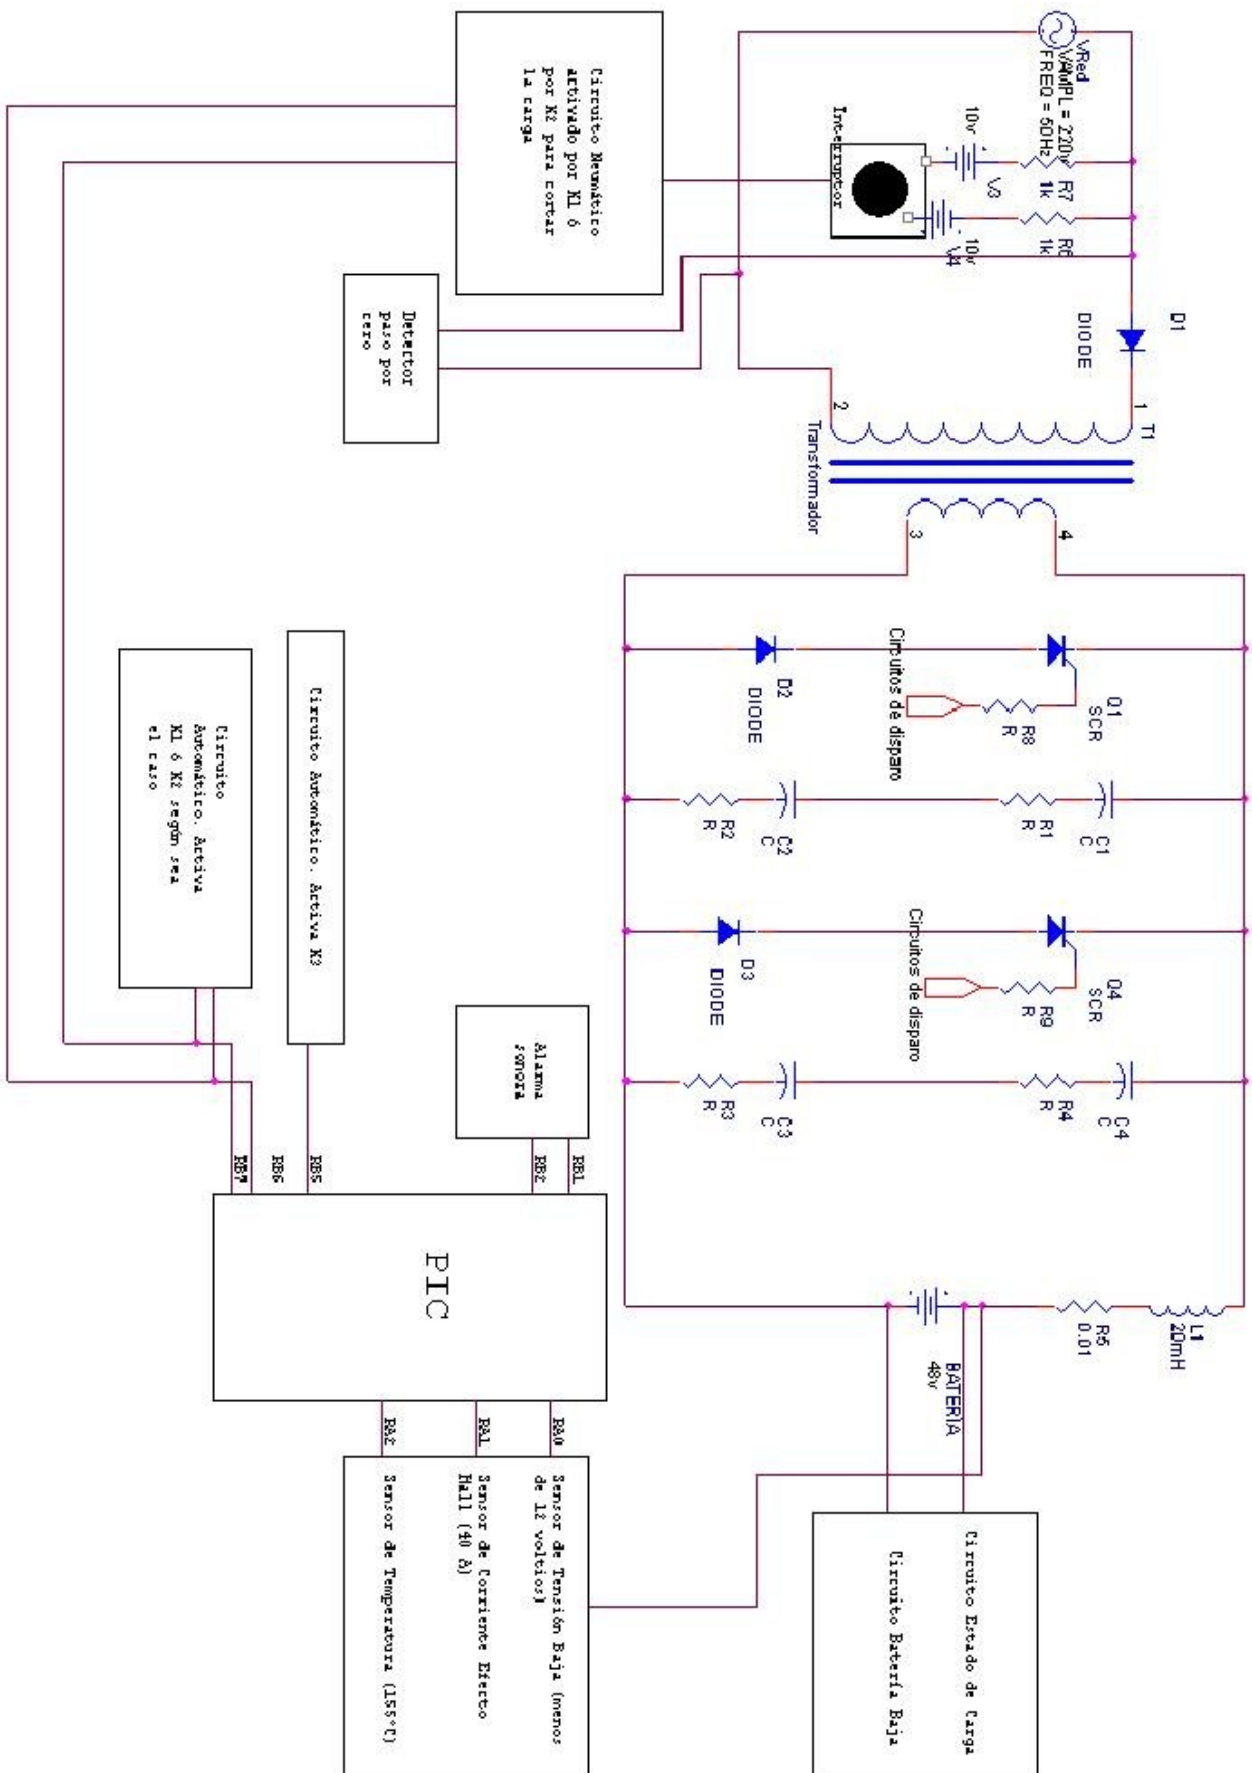 VRed
VAMPL = 220v
FREQ = 50Hz
R7
1k
10v
V3
R6
1k
10v
V4
Interruptor
Circuito Neumático
activado por K1 ó
por K2 para cortar
la carga
Detector
paso por
cero
D1
DIODE
1
2
T1
Transformador
3
4
Q1
SCR
R8
R
Circuitos de disparo
D2
DIODE
C1
C
R1
R
C2
C
R2
R
Q4
SCR
R9
R
Circuitos de disparo
D3
DIODE
C4
C
R4
R
C3
C
R3
R
L1
20mH
R5
0.01
BATERÍA
48v
Circuito Estado de Carga
Circuito Batería Baja
Circuito Automático. Activa K3
Circuito
Automático. Activa
K1 ó K2 según sea
el caso
Alarma
sonora
RB1
RB2
RB5
RB6
RB7
PIC
RA0
RA1
RA2
Sensor de Tensión Baja (menos
de 12 voltios)
Sensor de Corriente Efecto
Hall (40 A)
Sensor de Temperatura (155°C)